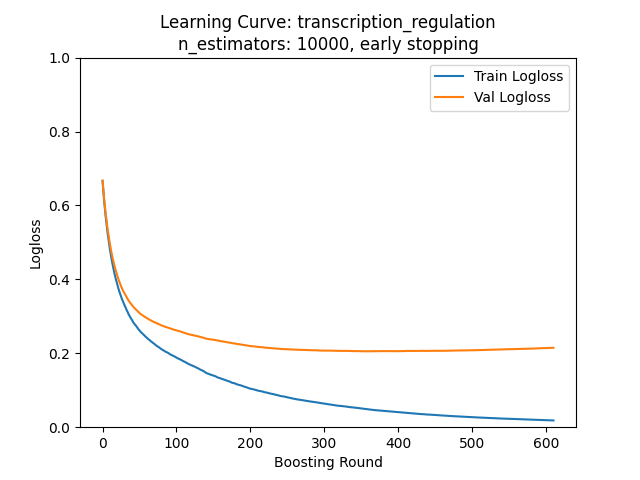 Learning Curve: transcription_regulation
n_estimators: 10000, early stopping
Train Logloss
Val Logloss
Logloss
1.0
0.8
0.6
0.4
0.2
0.0
0 100 200 300 400 500 600
Boosting Round